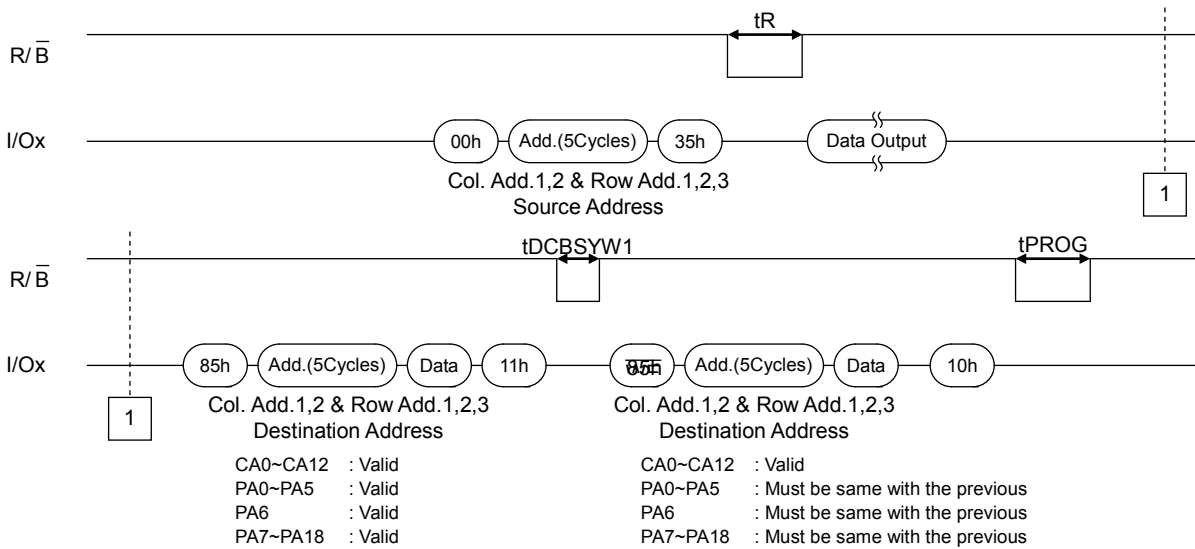 tR
R/B̅
I/Ox
00h Add.(5Cycles) 35h Data Output
Col. Add.1,2 & Row Add.1,2,3
Source Address
1
tDCBSYW1 tPROG
R/B̅
I/Ox
85h Add.(5Cycles) Data 11h Add.(5Cycles) Data 10h
1
Col. Add.1,2 & Row Add.1,2,3 Col. Add.1,2 & Row Add.1,2,3
Destination Address Destination Address
CA0~CA12 : Valid CA0~CA12 : Valid
PA0~PA5 : Valid PA0~PA5 : Must be same with the previous
PA6 : Valid PA6 : Must be same with the previous
PA7~PA18 : Valid PA7~PA18 : Must be same with the previous